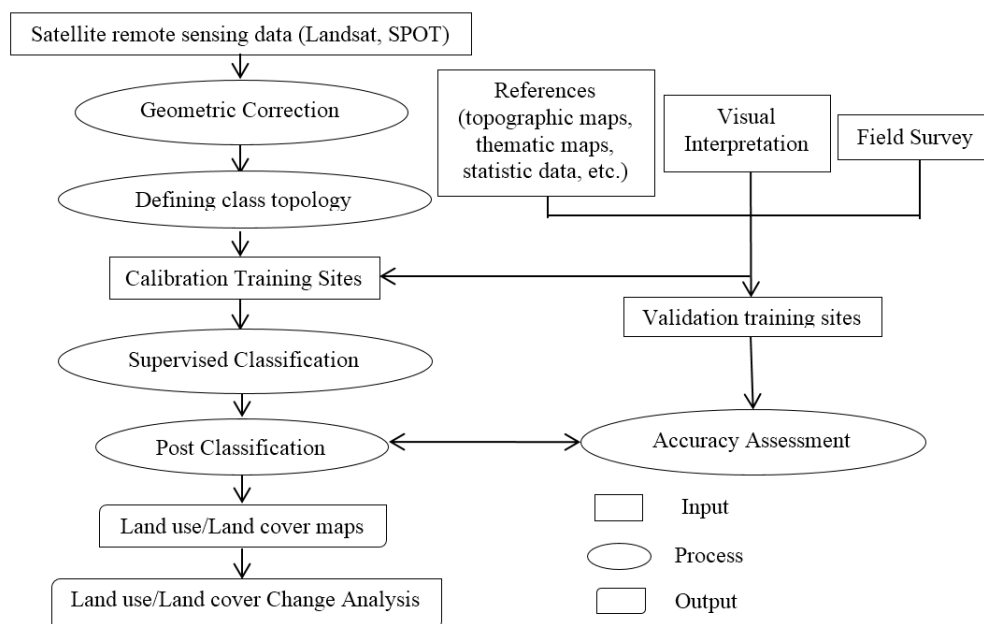 Satellite remote sensing data (Landsat, SPOT)
Geometric Correction
Defining class topology
Calibration Training Sites
Supervised Classification
Post Classification
Land use/Land cover maps
Land use/Land cover Change Analysis
References
(topographic maps,
thematic maps,
statistic data, etc.)
Visual
Interpretation
Field Survey
Validation training sites
Accuracy Assessment
Input
Process
Output